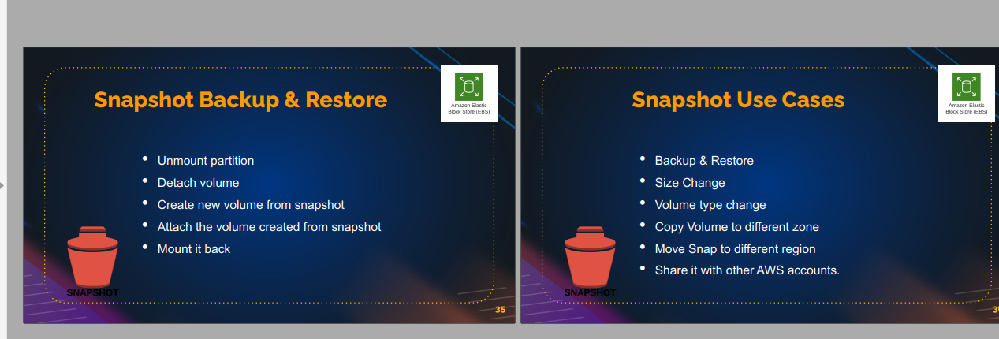 Snapshot Backup & Restore
Amazon Elastic
Block Store (EBS)
Unmount partition
Detach volume
Create new volume from snapshot
Attach the volume created from snapshot
Mount it back
SNAPSHOT
35
Snapshot Use Cases
Amazon Elastic
Block Store (EBS)
Backup & Restore
Size Change
Volume type change
Copy Volume to different zone
Move Snap to different region
Share it with other AWS accounts.
SNAPSHOT